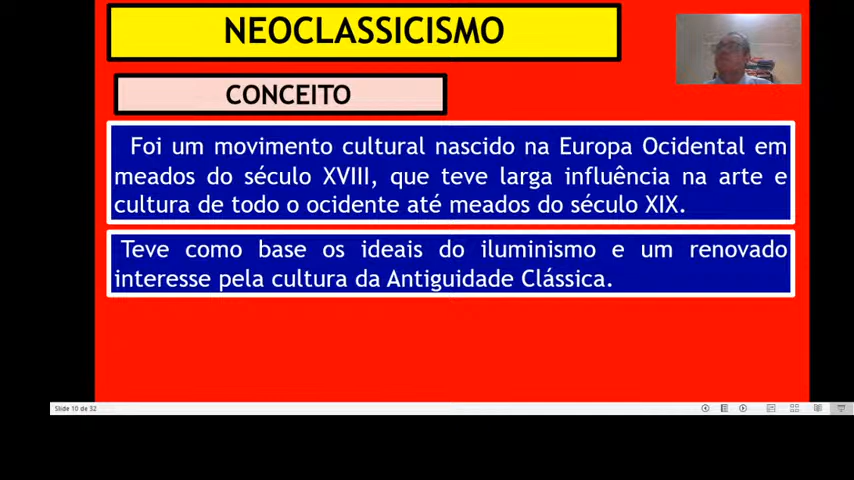 NEOCLASSICISMO
CONCEITO
Foi um movimento cultural nascido na Europa Ocidental em
meados do século XVIII, que teve larga influência na arte e
cultura de todo o ocidente até meados do século XIX.
Teve como base os ideais do iluminismo e um renovado
interesse pela cultura da Antiguidade Clássica.
Slide 10 de 32